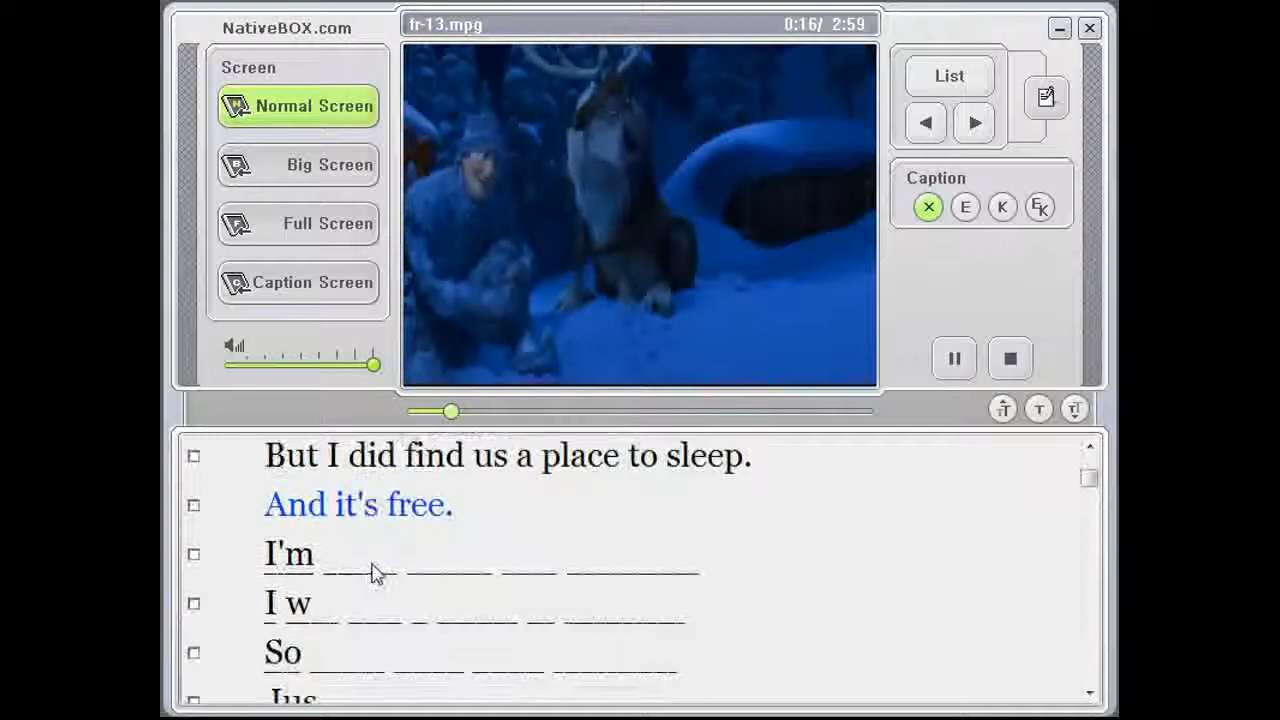 NativeBOX.com
fr-13.mpg 0:16/ 2:59
Screen
Normal Screen
Big Screen
Full Screen
Caption Screen
List
Caption
E K EK
T T T
But I did find us a place to sleep.
And it's free.
I'm
I w
So
Jus